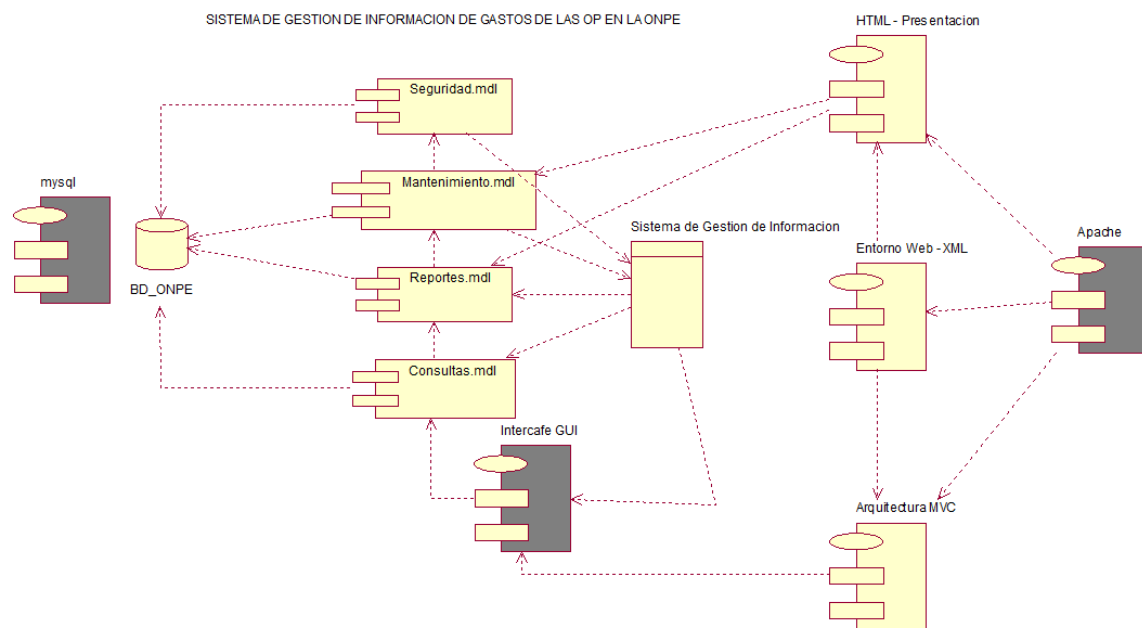 SISTEMA DE GESTION DE INFORMACION DE GASTOS DE LAS OP EN LA ONPE
HTML - Presentacion
Seguridad.mdl
mysql
Mantenimiento.mdl
Sistema de Gestion de Informacion
Apache
Entorno Web - XML
Reportes.mdl
BD_ONPE
Consultas.mdl
Intercafe GUI
Arquitectura MVC